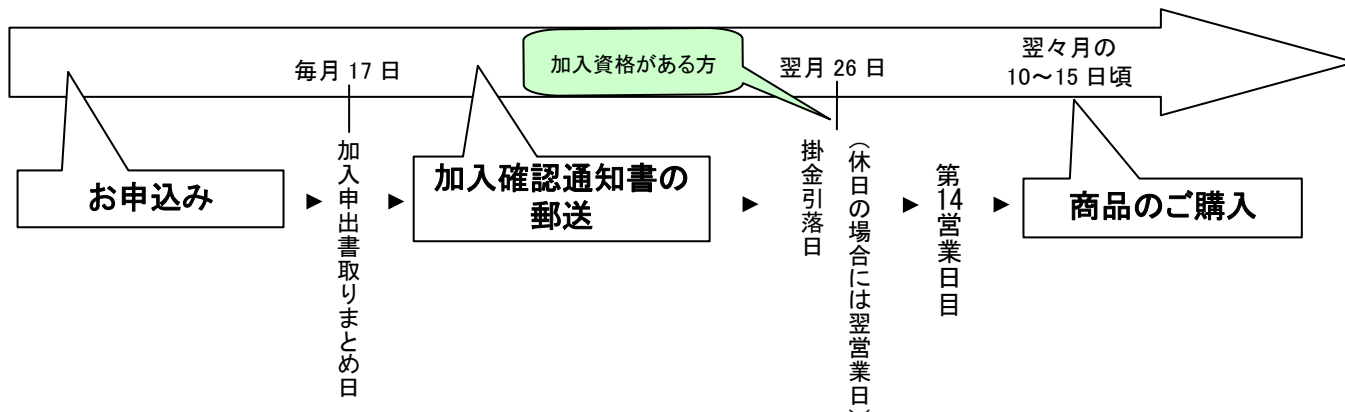 お申込み
毎月 17 日
加入申出書取りまとめ日
加入確認通知書の
郵送
加入資格がある方
翌月 26 日
掛金引落日
（休日の場合には翌営業日）
第14営業日目
翌々月の
10～15 日頃
商品のご購入